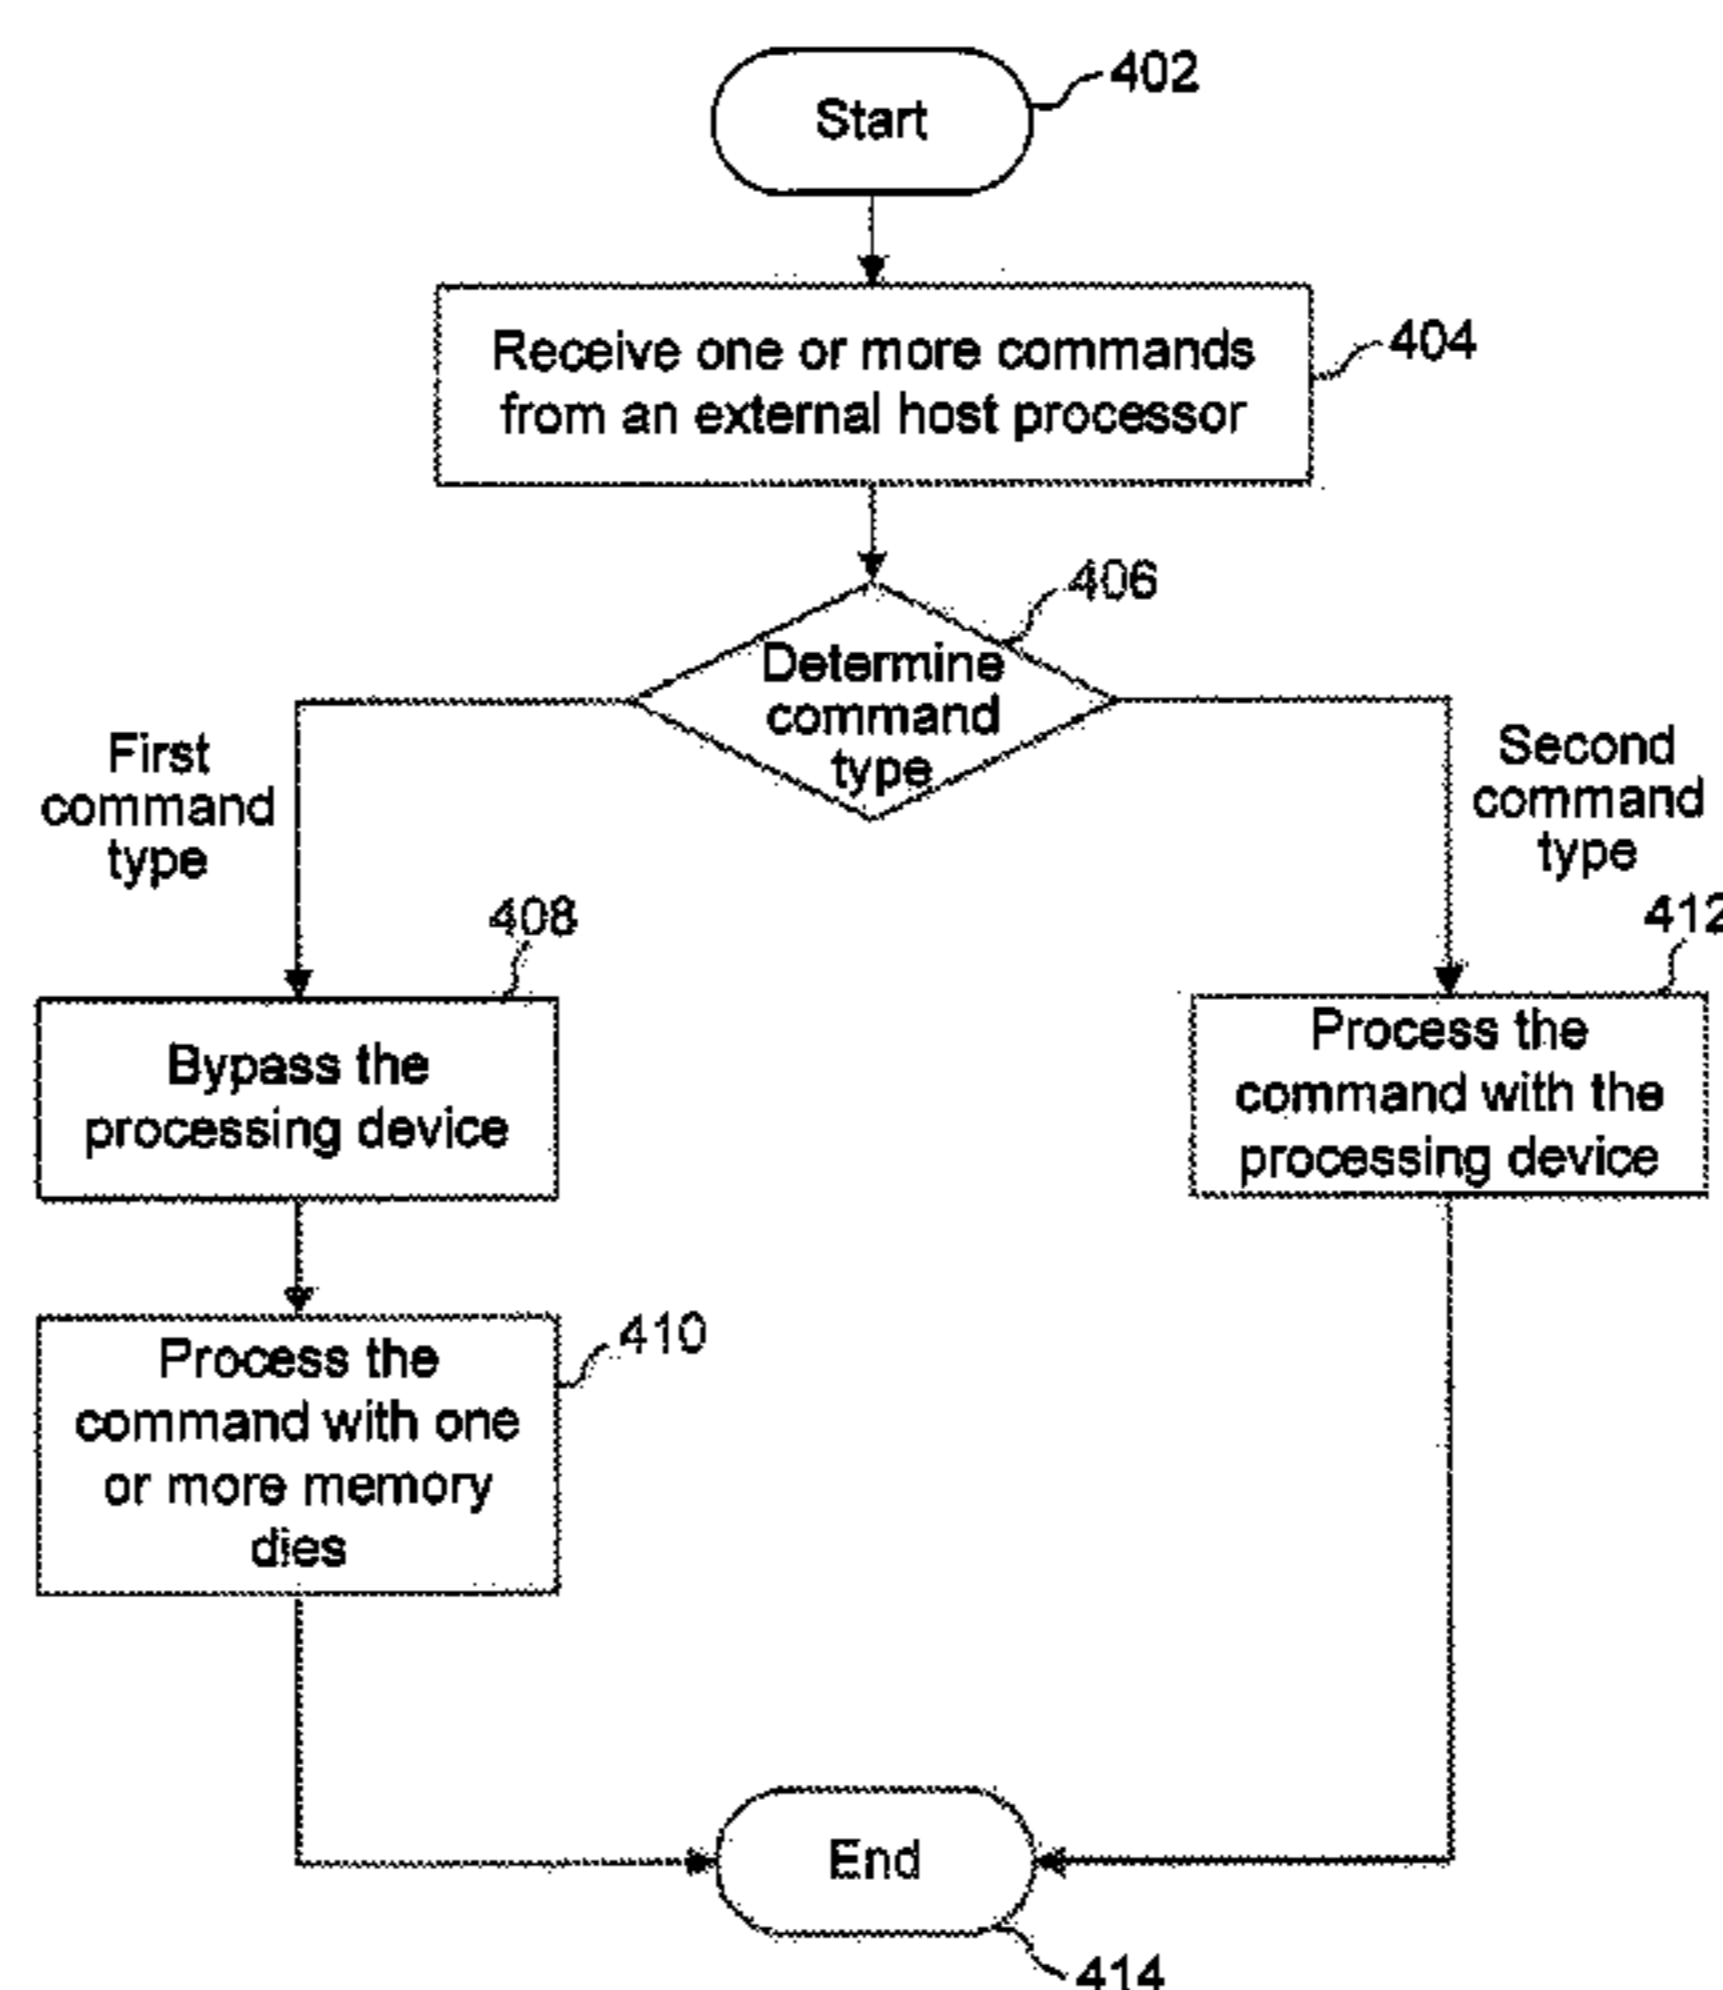 402
Start
Receive one or more commands
from an external host processor
404
406
Determine
command
type
First
command
type
Second
command
type
408
412
Bypass the
processing device
Process the
command with the
processing device
Process the
command with one
or more memory
dies
410
End
414